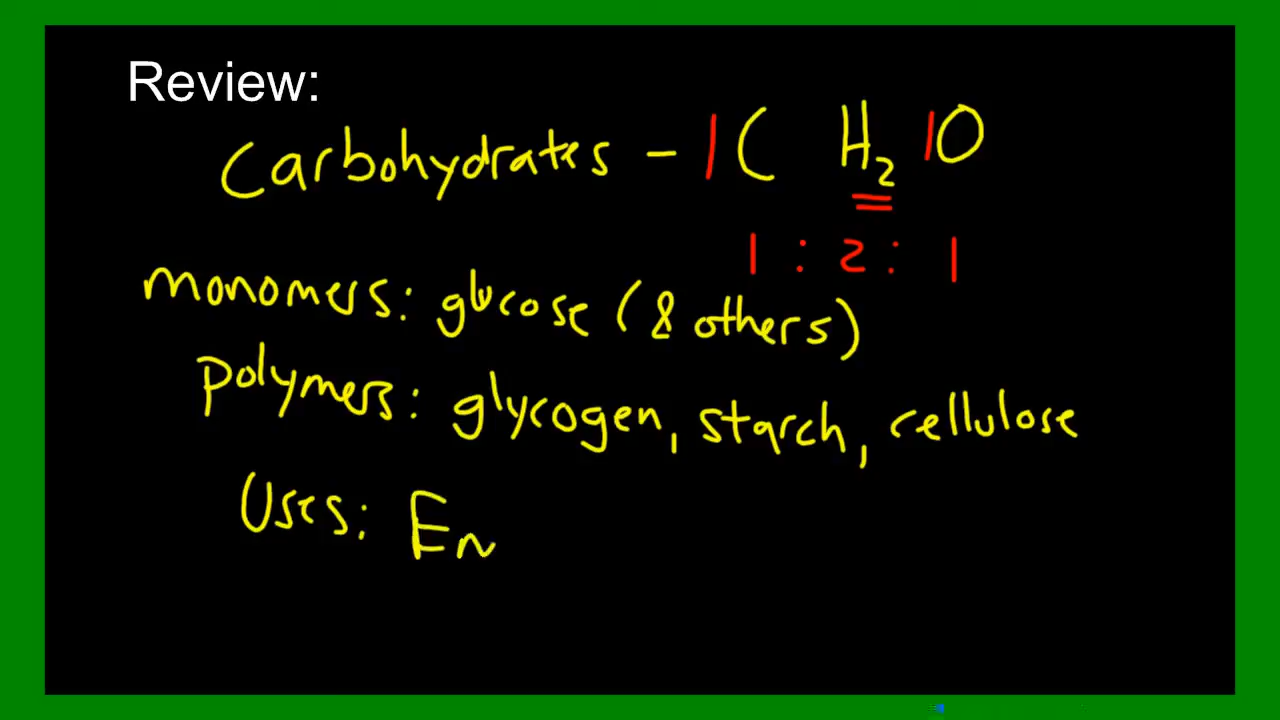 Review:
Carbohydrates - 1C H₂ 1O
1 : 2 : 1
monomers: glucose (& others)
polymers: glycogen, starch, cellulose
Uses: En